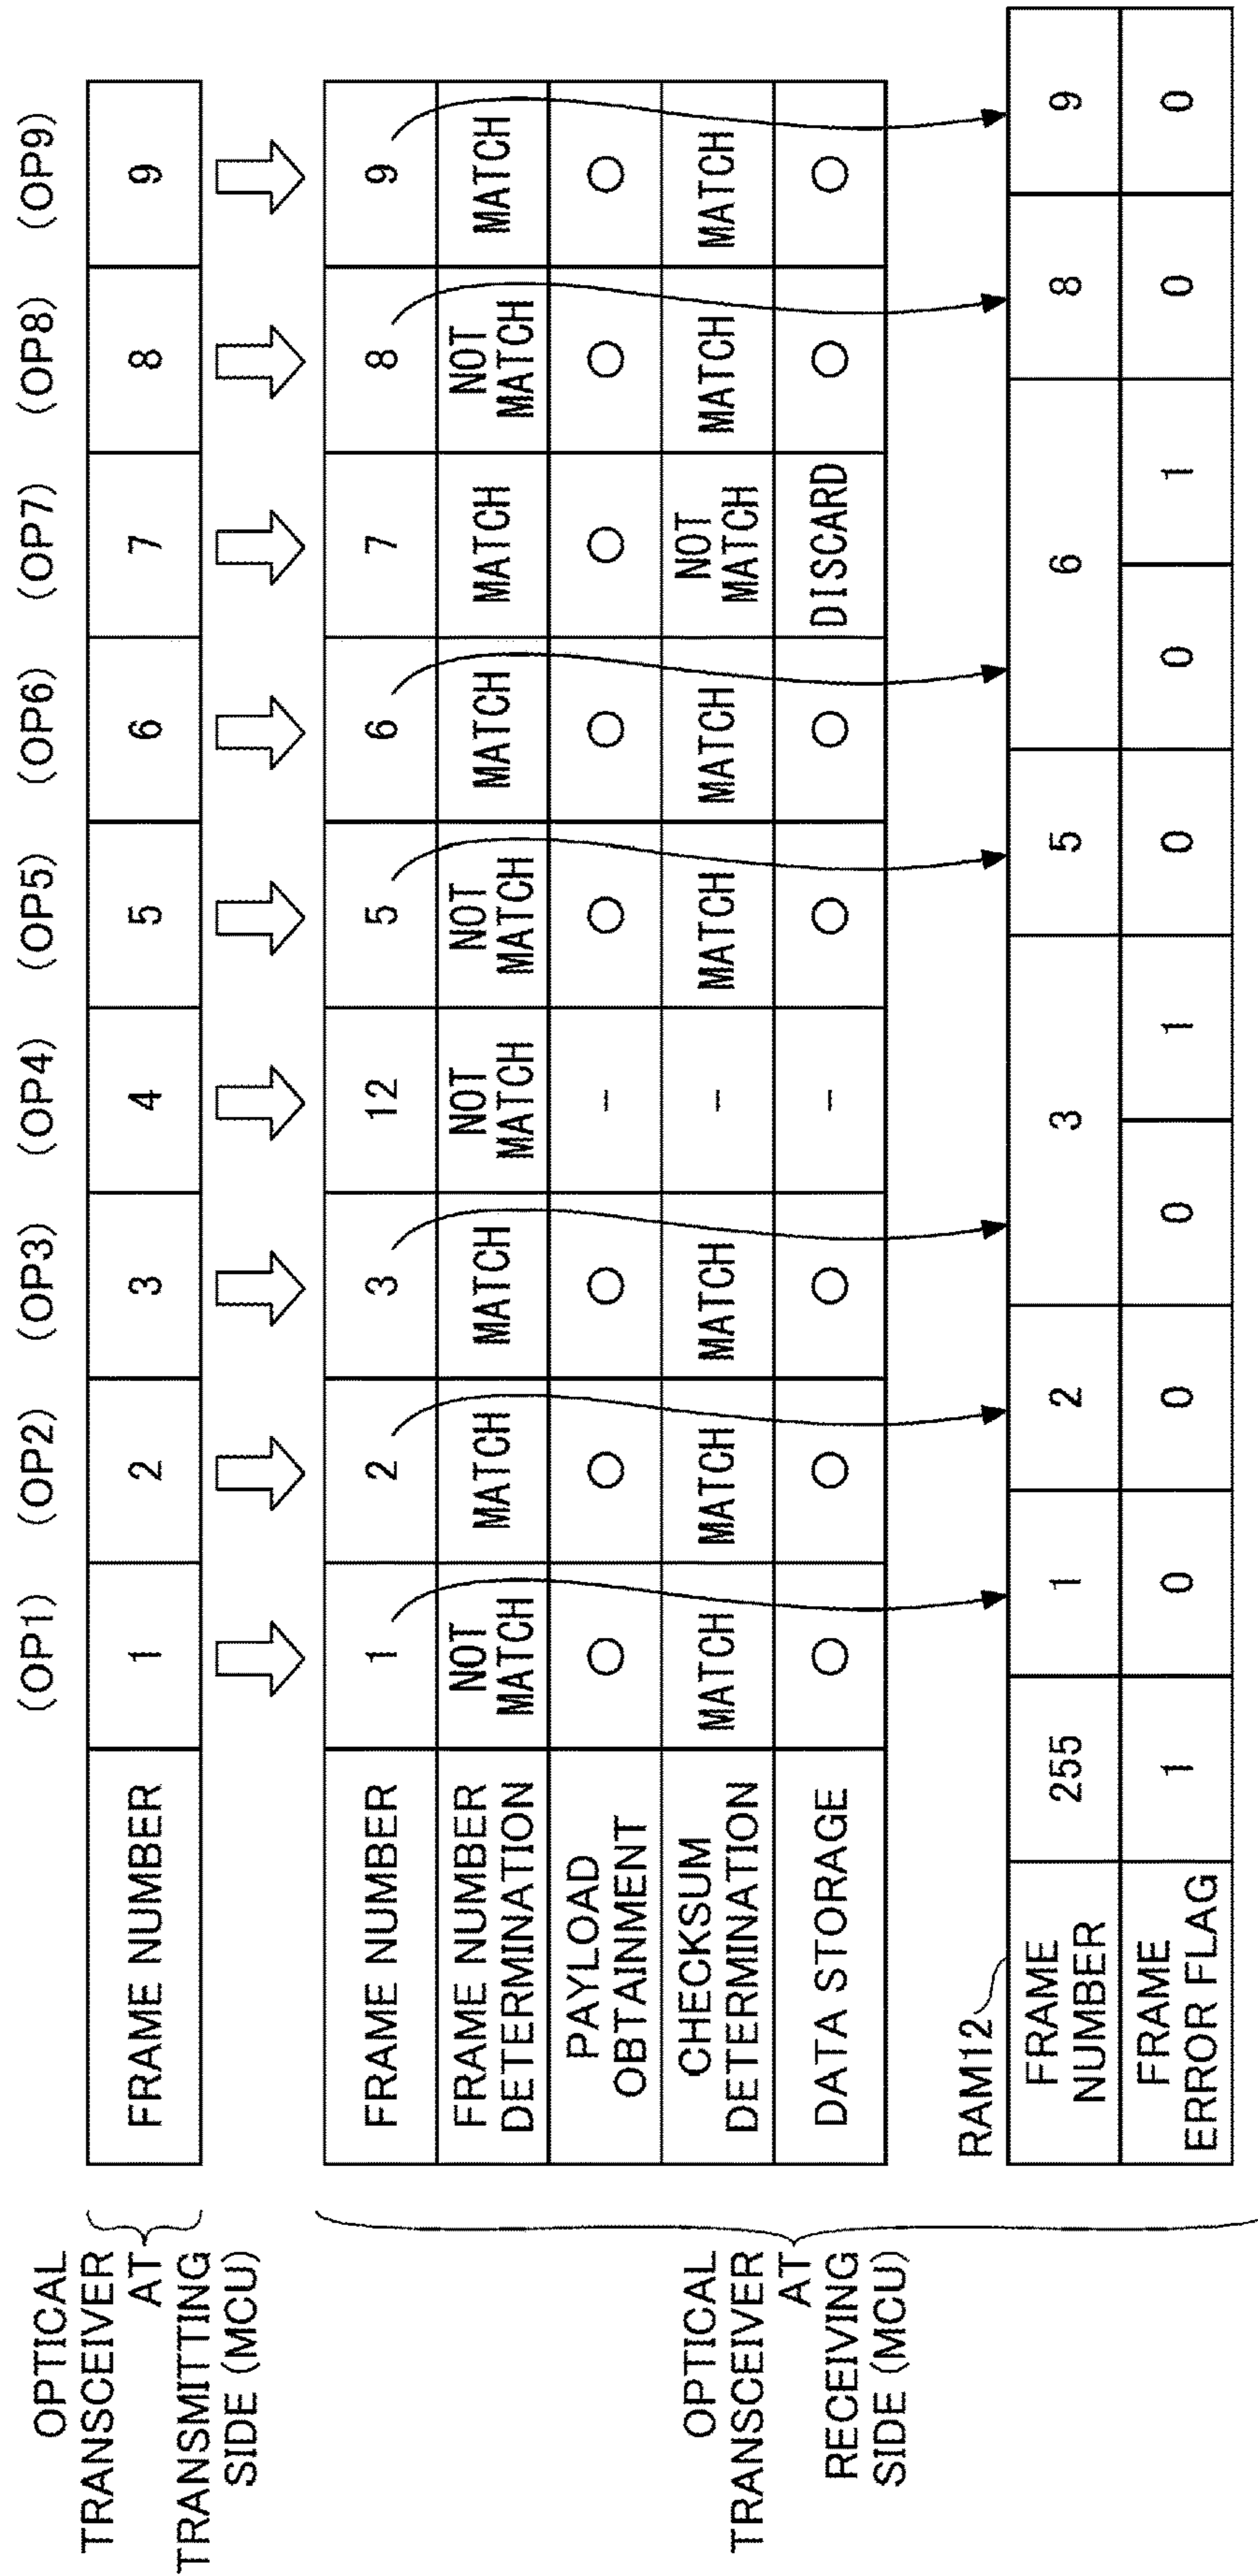 (OP1) (OP2) (OP3) (OP4) (OP5) (OP6) (OP7) (OP8) (OP9)
OPTICAL
TRANSCEIVER
AT
TRANSMITTING
SIDE (MCU)
FRAME NUMBER 1 2 3 4 5 6 7 8 9
OPTICAL
TRANSCEIVER
AT
RECEIVING
SIDE (MCU)
FRAME NUMBER 1 2 3 12 5 6 7 8 9
FRAME NUMBER
DETERMINATION
NOT
MATCH
MATCH
MATCH
NOT
MATCH
NOT
MATCH
MATCH
MATCH
NOT
MATCH
MATCH
PAYLOAD
OBTAINMENT
○ ○ ○ - ○ ○ ○ ○ ○
CHECKSUM
DETERMINATION
MATCH
MATCH
MATCH
-
MATCH
MATCH
NOT
MATCH
MATCH
MATCH
DATA STORAGE ○ ○ ○ - ○ ○ DISCARD ○ ○
RAM12
FRAME
NUMBER
255 1 2 3 5 6 8 9
FRAME
ERROR FLAG
1 0 0 0 1 0 0 1 0 0